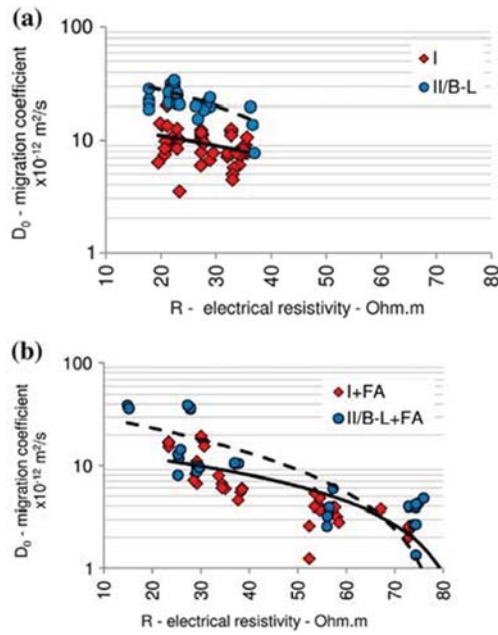 (a)
100
10
1
D₀ - migration coefficient
x10⁻¹² m²/s
I
II/B-L
10
20
30
40
50
60
70
80
R - electrical resistivity - Ohm.m
(b)
100
10
1
D₀ - migration coefficient
x10⁻¹² m²/s
I+FA
II/B-L+FA
10
20
30
40
50
60
70
80
R - electrical resistivity - Ohm.m